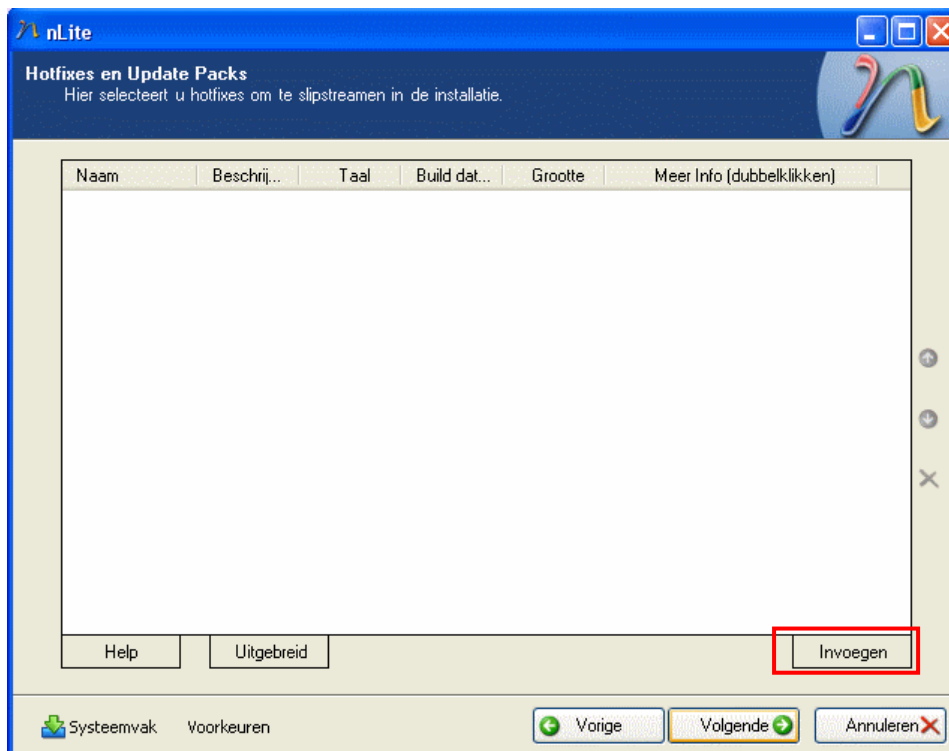 nLite
Hotfixes en Update Packs
Hier selecteert u hotfixes om te slipstreamen in de installatie.
Naam Beschrij... Taal Build dat... Grootte Meer Info (dubbelklikken)
Help Uitgebreid Invoegen
Systeemvak Voorkeuren Vorige Volgende Annuleren